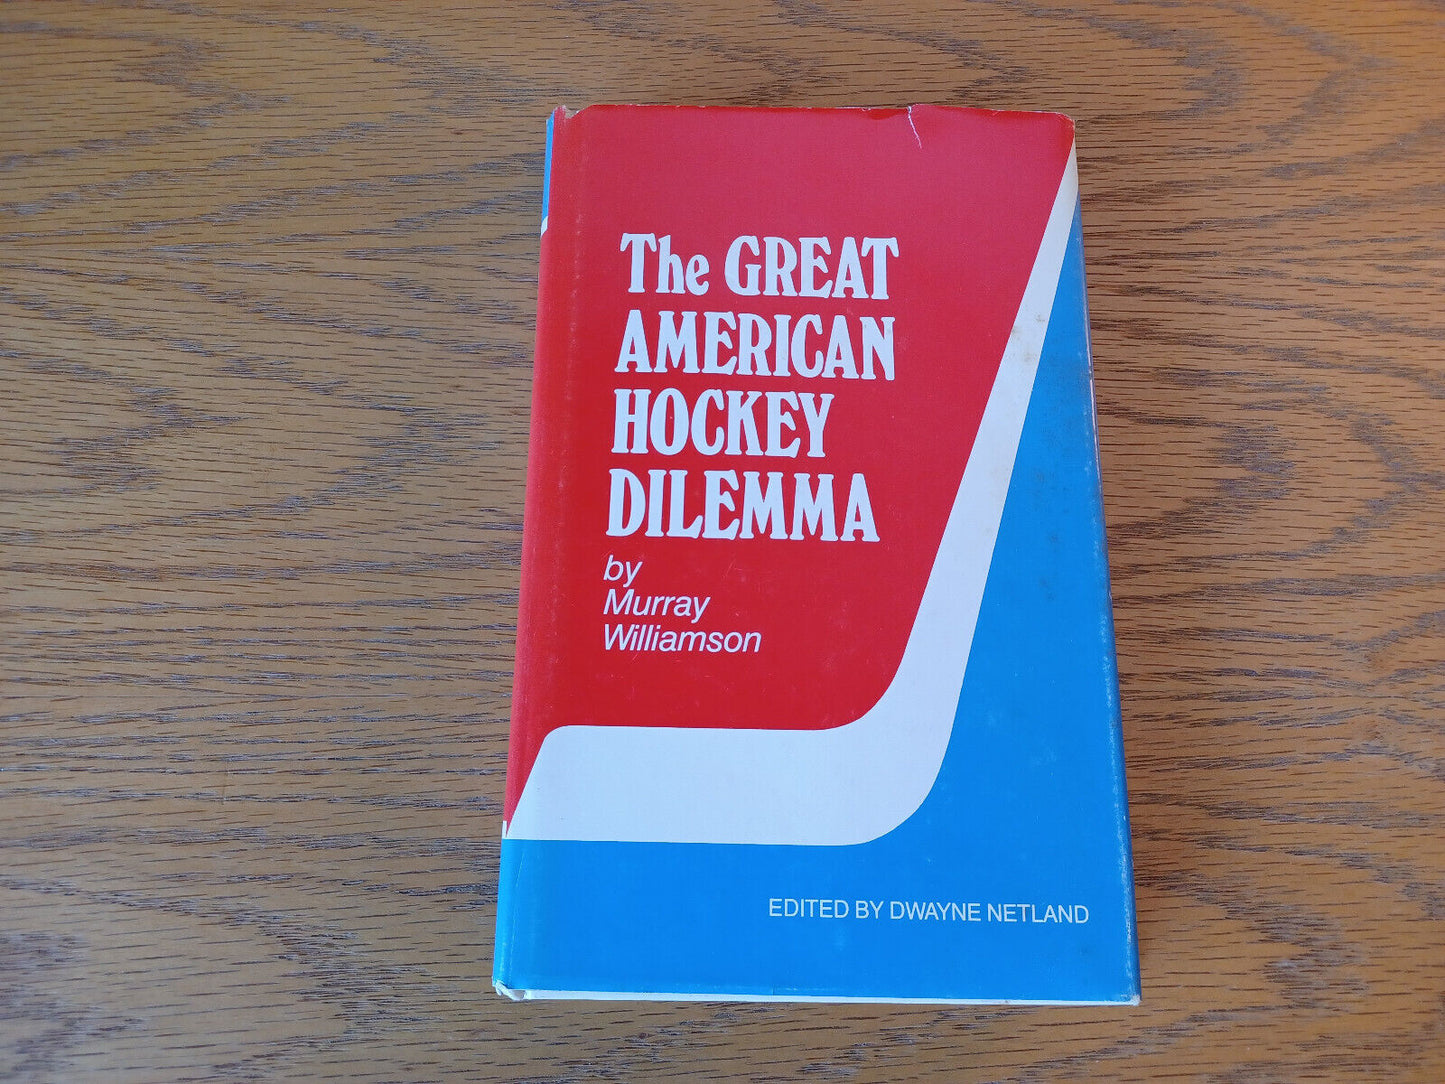 The GREAT
AMERICAN
HOCKEY
DILEMMA
by
Murray
Williamson
EDITED BY DWAYNE NETLAND